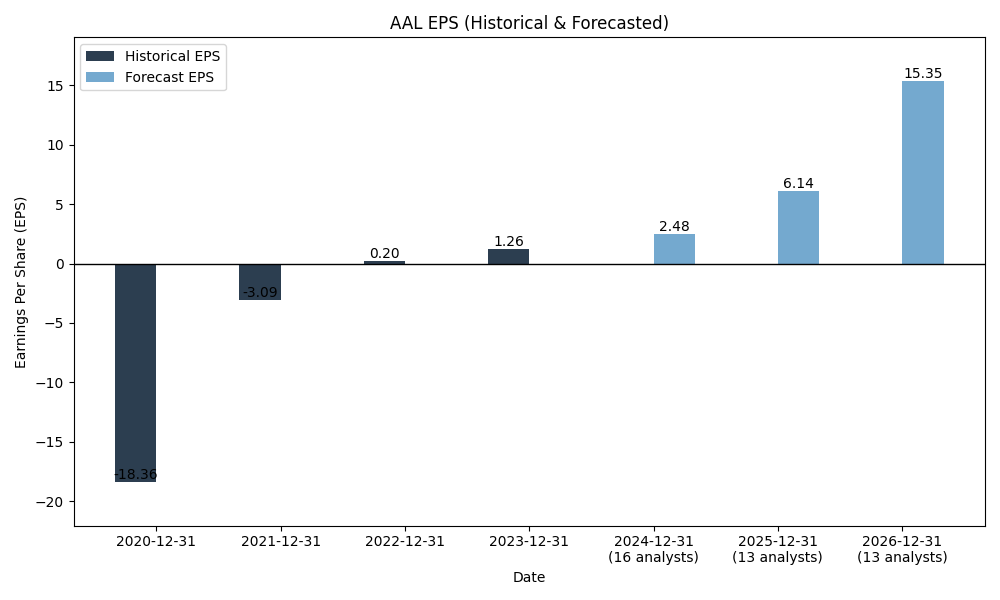 AAL EPS (Historical & Forecasted)
Historical EPS
Forecast EPS
Earnings Per Share (EPS)
15
10
5
0
−5
−10
−15
−20
-18.36
-3.09
0.20
1.26
2.48
6.14
15.35
2020-12-31
2021-12-31
2022-12-31
2023-12-31
2024-12-31
(16 analysts)
2025-12-31
(13 analysts)
2026-12-31
(13 analysts)
Date